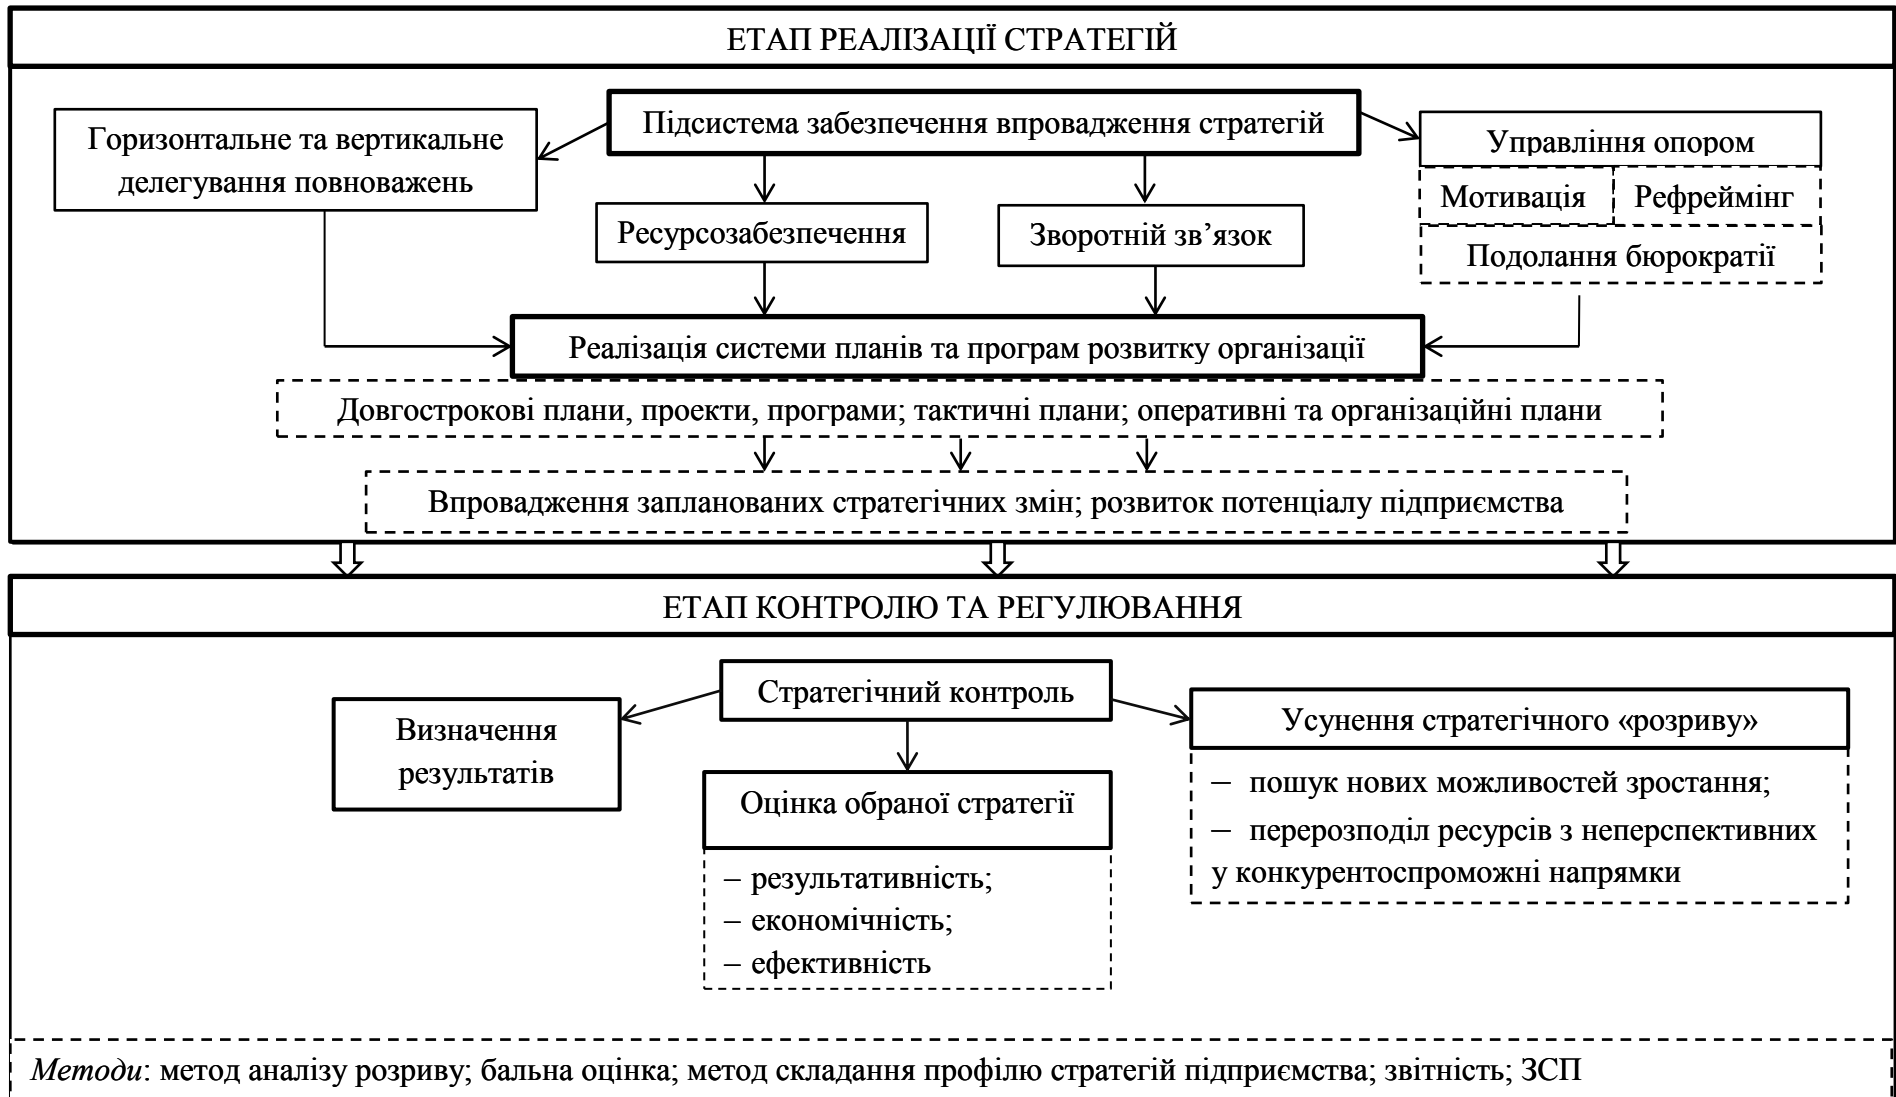 ЕТАП РЕАЛІЗАЦІЇ СТРАТЕГІЙ
Підсистема забезпечення впровадження стратегій
Горизонтальне та вертикальне
делегування повноважень
Управління опором
Мотивація
Рефреймінг
Подолання бюрократії
Ресурсозабезпечення
Зворотній зв’язок
Реалізація системи планів та програм розвитку організації
Довгострокові плани, проекти, програми; тактичні плани; оперативні та організаційні плани
Впровадження запланованих стратегічних змін; розвиток потенціалу підприємства
ЕТАП КОНТРОЛЮ ТА РЕГУЛЮВАННЯ
Стратегічний контроль
Визначення
результатів
Оцінка обраної стратегії
– результативність;
– економічність;
– ефективність
Усунення стратегічного «розриву»
– пошук нових можливостей зростання;
– перерозподіл ресурсів з неперспективних
у конкурентоспроможні напрямки
Методи: метод аналізу розриву; бальна оцінка; метод складання профілю стратегій підприємства; звітність; ЗСП